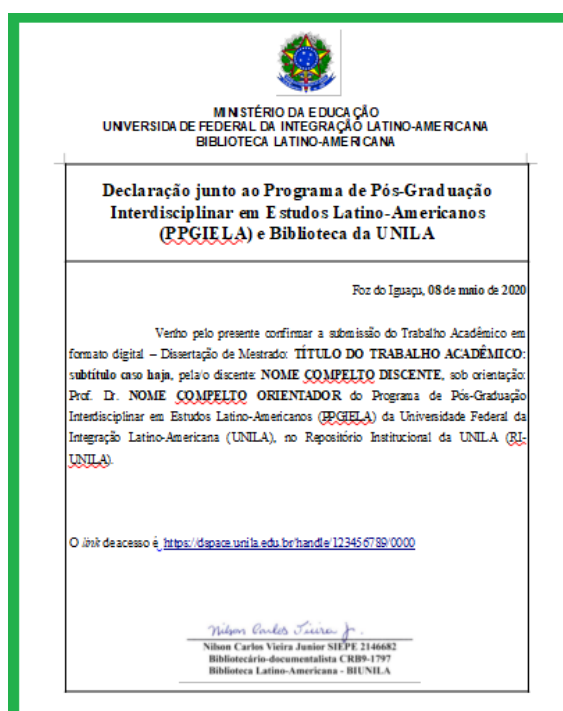 MINISTÉRIO DA EDUCAÇÃO
UNIVERSIDADE FEDERAL DA INTEGRAÇÃO LATINO-AMERICANA
BIBLIOTECA LATINO-AMERICANA
Declaração junto ao Programa de Pós-Graduação
Interdisciplinar em Estudos Latino-Americanos
(PPGIELA) e Biblioteca da UNILA
Foz do Iguaçu, 08 de maio de 2020
Venho pelo presente confirmar a submissão do Trabalho Acadêmico em
formato digital – Dissertação de Mestrado: TÍTULO DO TRABALHO ACADÊMICO:
subtítulo caso haja, pela/o discente: NOME COMPELTO DISCENTE, sob orientação:
Prof. Dr. NOME COMPELTO ORIENTADOR do Programa de Pós-Graduação
Interdisciplinar em Estudos Latino-Americanos (PPGIELA) da Universidade Federal da
Integração Latino-Americana (UNILA), no Repositório Institucional da UNILA (RI-
UNILA).
O link de acesso é https://dspace.unila.edu.br/handle/123456789/0000
Nilson Carlos Vieira Jr.
Nilson Carlos Vieira Junior SIEPE 2146682
Bibliotecário-documentalista CRB9-1797
Biblioteca Latino-Americana - BIUNILA